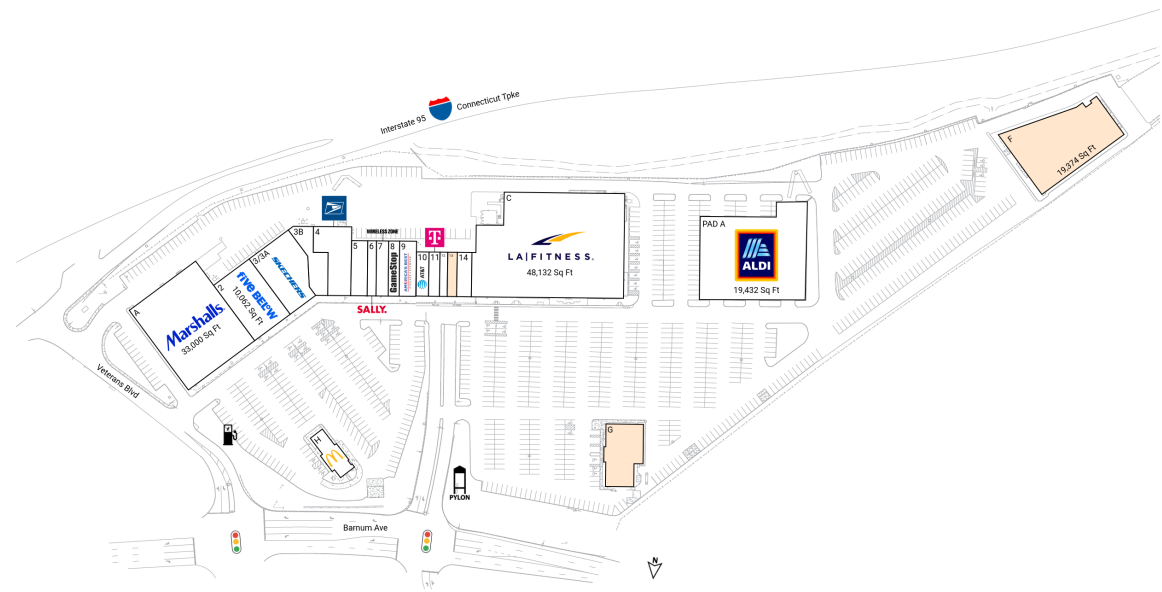 Interstate 95
Connecticut Tpke
F
19,374 Sq Ft
C
LA|FITNESS.
48,132 Sq Ft
PAD A
ALDI
19,432 Sq Ft
3B
4
WIRELESS ZONE
T
5
6
7
8
9
GameStop
10
11
14
AT&T
SALLY.
3/3A
SKECHERS
2
five BELOW
10,062 Sq Ft
A
Marshalls
33,000 Sq Ft
Veterans Blvd
H
G
PYLON
Barnum Ave
N